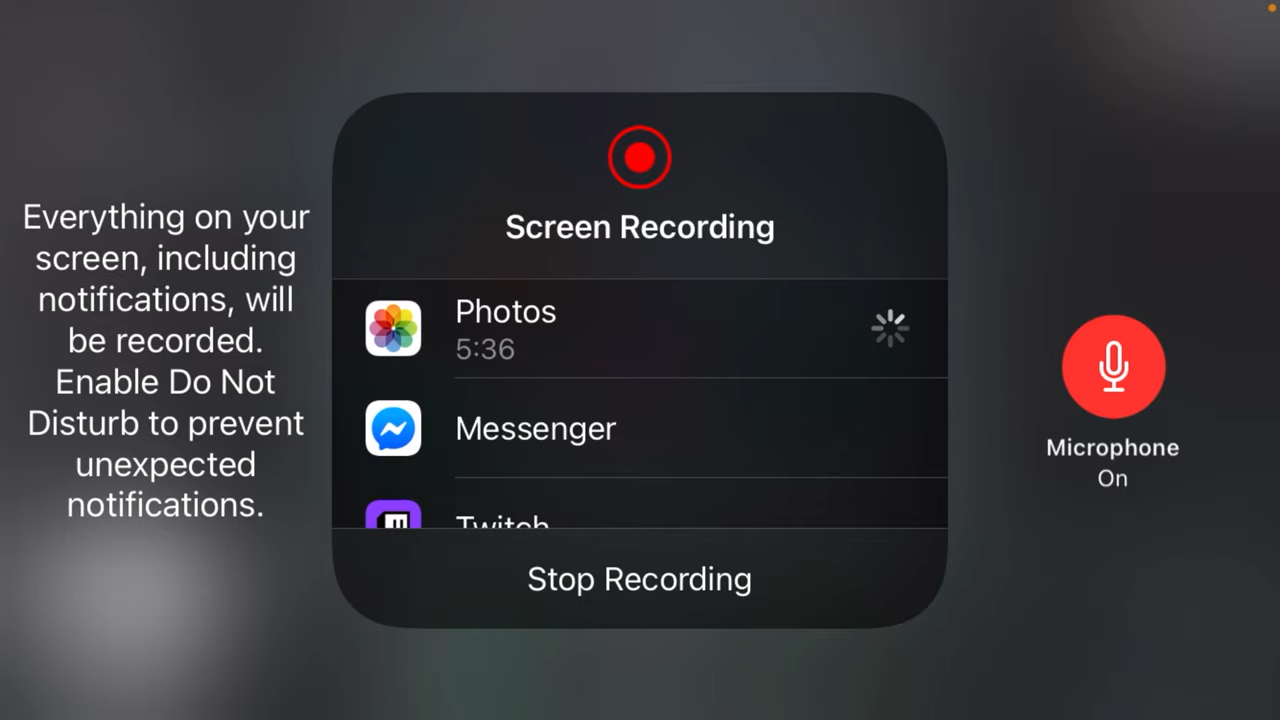 Everything on your
screen, including
notifications, will
be recorded.
Enable Do Not
Disturb to prevent
unexpected
notifications.
Screen Recording
Photos
5:36
Messenger
Twitch
Stop Recording
Microphone
On